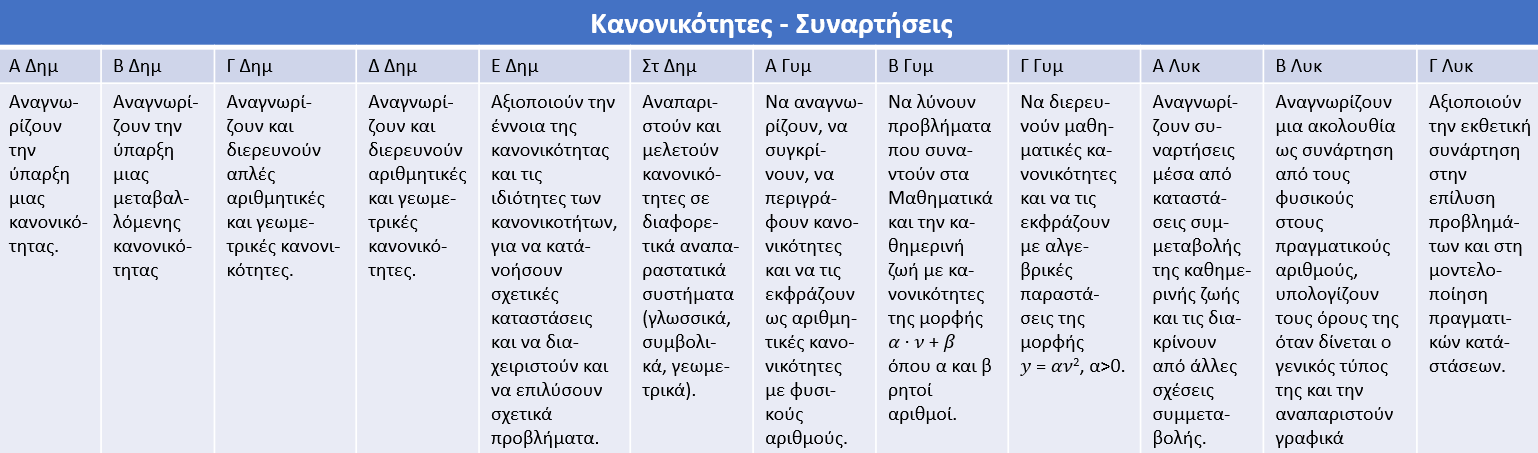 Κανονικότητες - Συναρτήσεις
Α Δημ
Β Δημ
Γ Δημ
Δ Δημ
Ε Δημ
Στ Δημ
Α Γυμ
Β Γυμ
Γ Γυμ
Α Λυκ
Β Λυκ
Γ Λυκ
Αναγνω-
ρίζουν
την
ύπαρξη
μιας
κανονικό-
τητας.
Αναγνωρί-
ζουν την
ύπαρξη
μιας
μεταβαλ-
λόμενης
κανονικό-
τητας
Αναγνωρί-
ζουν και
διερευνούν
απλές
αριθμητικές
και γεωμε-
τρικές κανονι-
κότητες.
Αναγνωρί-
ζουν και
διερευνούν
αριθμητικές
και γεωμε-
τρικές
κανονικό-
τητες.
Αξιοποιούν την
έννοια της
κανονικότητας
και τις
ιδιότητες των
κανονικοτήτων,
για να κατα-
νοήσουν
σχετικές
καταστάσεις
και να δια-
χειριστούν και
να επιλύσουν
σχετικά
προβλήματα.
Αναπαρι-
στούν και
μελετούν
κανονικό-
τητες σε
διαφορε-
τικά αναπα-
ραστατικά
συστήματα
(γλωσσικά,
συμβολι-
κά, γεωμε-
τρικά).
Να αναγνω-
ρίζουν, να
συγκρί-
νουν, να
περιγρά-
φουν κανο-
νικότητες
και να τις
εκφράζουν
ως αριθμη-
τικές κανο-
νικότητες
με φυσι-
κούς
αριθμούς.
Να λύνουν
προβλήματα
που συνα-
ντούν στα
Μαθηματικά
και την κα-
θημερινή
ζωή με κα-
νονικότητες
της μορφής
α · ν + β
όπου α και β
ρητοί
αριθμοί.
Να διερευ-
νούν μαθη-
ματικές κα-
νονικότητες
και να τις
εκφράζουν
με αλγε-
βρικές
παραστά-
σεις της
μορφής
y = αν², α>0.
Αναγνωρί-
ζουν συ-
ναρτήσεις
μέσα από
καταστά-
σεις συμ-
μεταβολής
της καθημε-
ρινής ζωής
και τις δια-
κρίνουν
από άλλες
σχέσεις
συμμετα-
βολής.
Αναγνωρίζουν
μια ακολουθία
ως συνάρτηση
από τους
φυσικούς
στους
πραγματικούς
αριθμούς,
υπολογίζουν
τους όρους της
όταν δίνεται ο
γενικός τύπος
της και την
αναπαριστούν
γραφικά
Αξιοποιούν
την εκθετική
συνάρτηση
στην
επίλυση
προβλημά-
των και στη
μοντελο-
ποίηση
πραγματι-
κών κατα-
στάσεων.